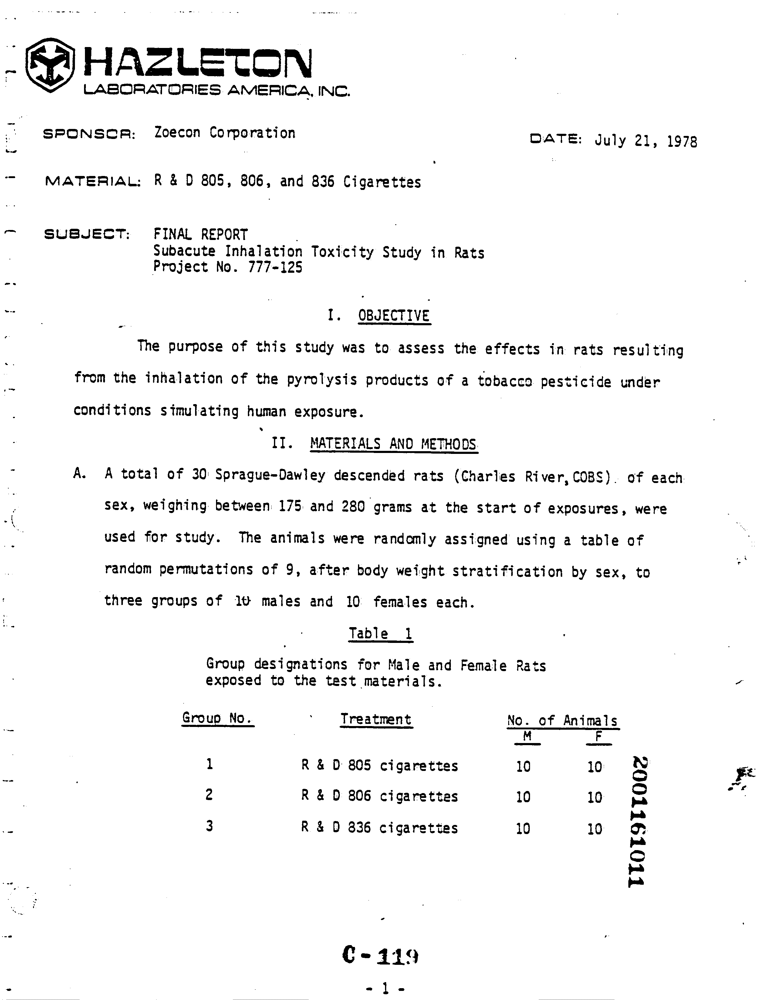 HAZLETON
LABORATORIES AMERICA, INC.
SPONSOR: Zoecon Corporation
DATE: July 21, 1978
MATERIAL: R & D 805, 806, and 836 Cigarettes
SUBJECT: FINAL REPORT
Subacute Inhalation Toxicity Study in Rats
Project No. 777-125
I. OBJECTIVE
The purpose of this study was to assess the effects in rats resulting
from the inhalation of the pyrolysis products of a tobacco pesticide under
conditions simulating human exposure.
II. MATERIALS AND METHODS
A. A total of 30 Sprague-Dawley descended rats (Charles River, COBS). of each
sex, weighing between 175 and 280 grams at the start of exposures, were
used for study. The animals were randomly assigned using a table of
random permutations of 9, after body weight stratification by sex, to
three groups of 10 males and 10 females each.
Table 1
Group designations for Male and Female Rats
exposed to the test materials.
Group No. Treatment No. of Animals
M F
1 R & D 805 cigarettes 10 10
2 R & D 806 cigarettes 10 10
3 R & D 836 cigarettes 10 10
2001161011
C-119
- 1 -